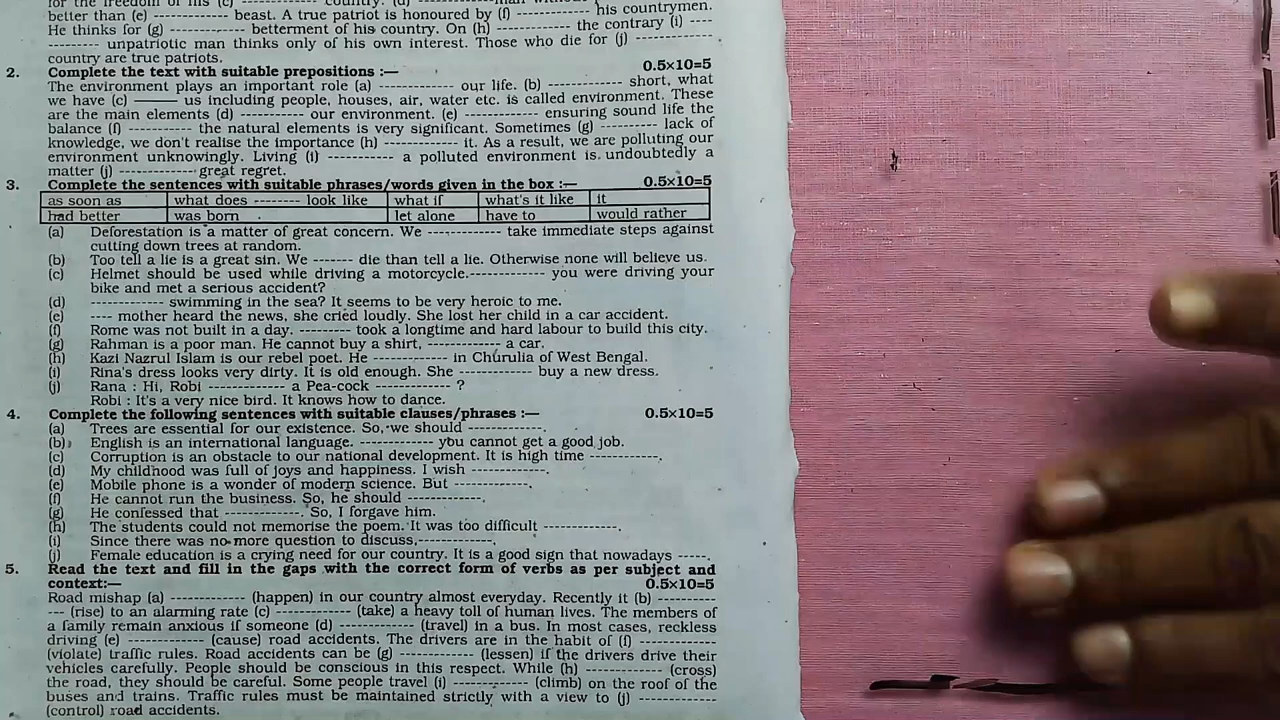 for the freedom of his (c) ------------ country. (d) ------------man
better than (e) ------------ beast. A true patriot is honoured by (f) ------------ his countrymen.
He thinks for (g) ------------ betterment of his country. On (h) ------------ the contrary (i) ----
-------- unpatriotic man thinks only of his own interest. Those who die for (j) ------------
country are true patriots.
2. Complete the text with suitable prepositions :— 0.5×10=5
The environment plays an important role (a) ------------ our life. (b) ------------ short, what
we have (c) ——— us including people, houses, air, water etc. is called environment. These
are the main elements (d) ---------- our environment. (e) ------------ ensuring sound life the
balance (f) ----------- the natural elements is very significant. Sometimes (g) --------- lack of
knowledge, we don't realise the importance (h) ------------ it. As a result, we are polluting our
environment unknowingly. Living (i) ----------- a polluted environment is undoubtedly a
matter (j) ------------ great regret.
3. Complete the sentences with suitable phrases/words given in the box :— 0.5×10=5
as soon as what does -------- look like what if what's it like it
had better was born let alone have to would rather
(a) Deforestation is a matter of great concern. We ------------ take immediate steps against
cutting down trees at random.
(b) Too tell a lie is a great sin. We ------- die than tell a lie. Otherwise none will believe us.
(c) Helmet should be used while driving a motorcycle.------------ you were driving your
bike and met a serious accident?
(d) ------------ swimming in the sea? It seems to be very heroic to me.
(e) ---- mother heard the news, she cried loudly. She lost her child in a car accident.
(f) Rome was not built in a day. -------- took a longtime and hard labour to build this city.
(g) Rahman is a poor man. He cannot buy a shirt, ------------ a car.
(h) Kazi Nazrul Islam is our rebel poet. He ------------ in Churulia of West Bengal.
(i) Rina's dress looks very dirty. It is old enough. She ------------ buy a new dress.
(j) Rana : Hi, Robi ------------ a Pea-cock ------------ ?
Robi : It's a very nice bird. It knows how to dance.
4. Complete the following sentences with suitable clauses/phrases :— 0.5×10=5
(a) Trees are essential for our existence. So, we should ------------.
(b) English is an international language. ------------ you cannot get a good job.
(c) Corruption is an obstacle to our national development. It is high time ------------.
(d) My childhood was full of joys and happiness. I wish ------------.
(e) Mobile phone is a wonder of modern science. But ------------.
(f) He cannot run the business. So, he should ------------.
(g) He confessed that ------------. So, I forgave him.
(h) The students could not memorise the poem. It was too difficult ------------.
(i) Since there was no more question to discuss,------------.
(j) Female education is a crying need for our country. It is a good sign that nowadays -----.
5. Read the text and fill in the gaps with the correct form of verbs as per subject and
context:— 0.5×10=5
Road mishap (a) ------------ (happen) in our country almost everyday. Recently it (b) ---------
--- (rise) to an alarming rate (c) ------------ (take) a heavy toll of human lives. The members of
a family remain anxious if someone (d) ------------ (travel) in a bus. In most cases, reckless
driving (e) ------------ (cause) road accidents. The drivers are in the habit of (f) ------------
(violate) traffic rules. Road accidents can be (g) ------------ (lessen) if the drivers drive their
vehicles carefully. People should be conscious in this respect. While (h) ------------ (cross)
the road, they should be careful. Some people travel (i) ------------ (climb) on the roof of the
buses and trains. Traffic rules must be maintained strictly with a view to (j) ------------
(control) road accidents.